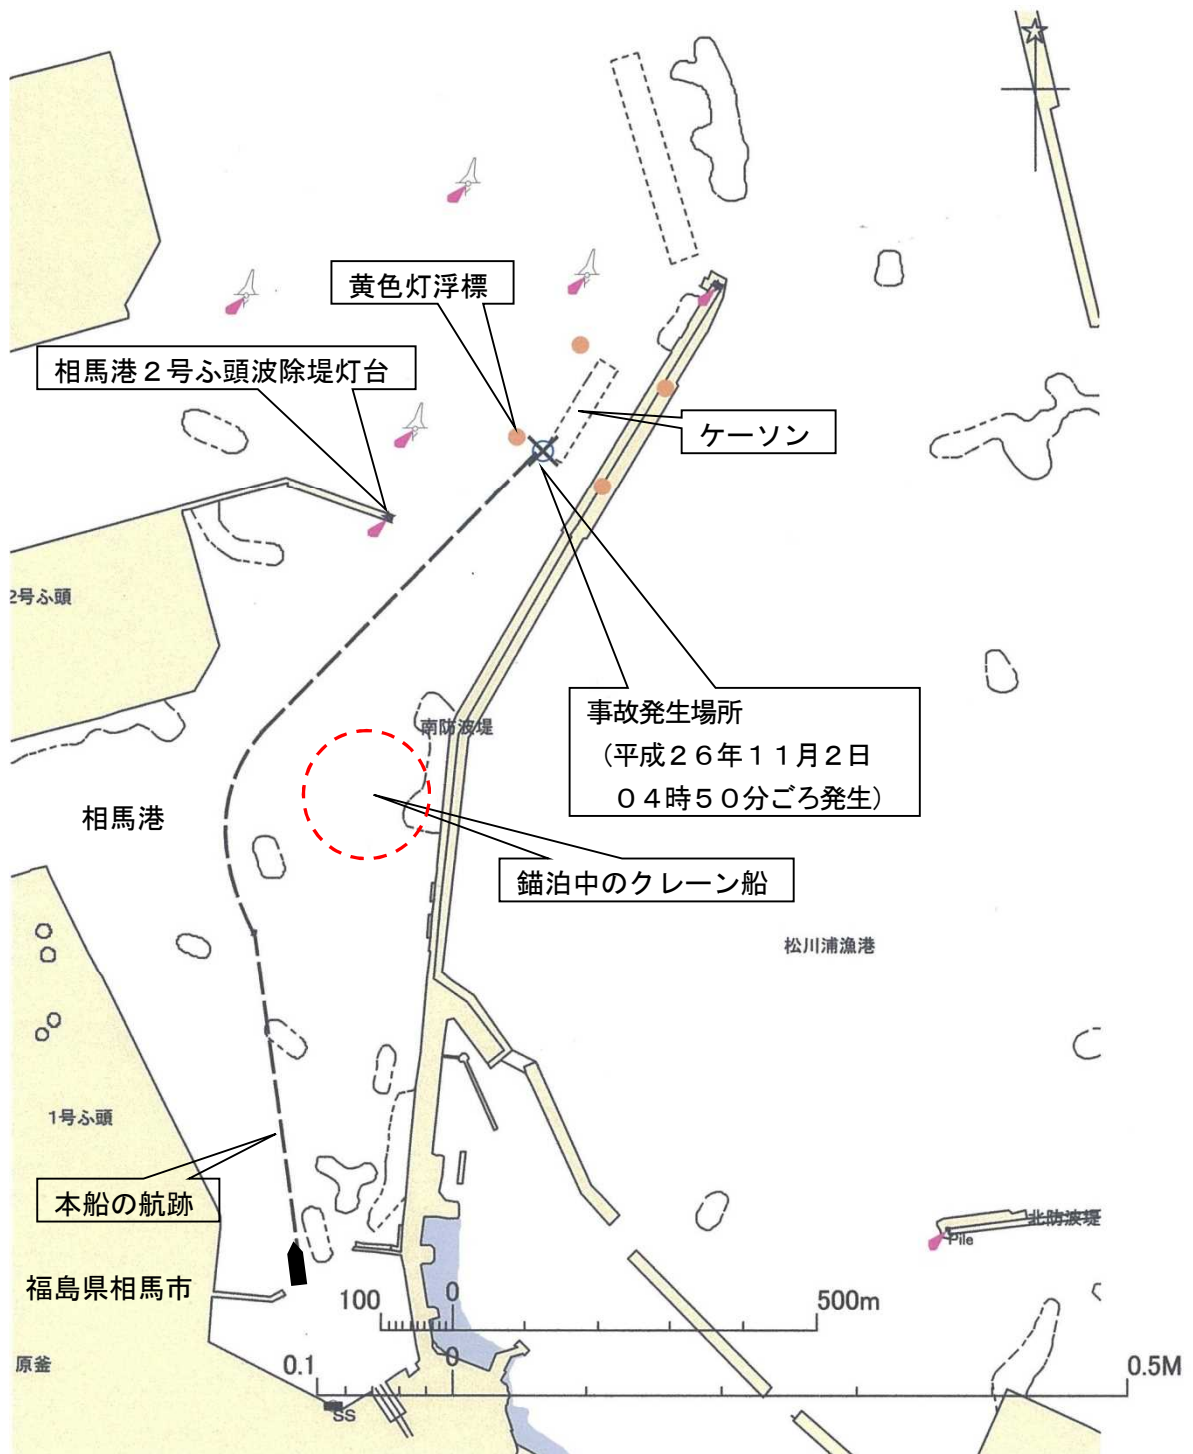 黄色灯浮標
相馬港２号ふ頭波除堤灯台
ケーソン
2号ふ頭
事故発生場所
（平成２６年１１月２日
０４時５０分ごろ発生）
南防波堤
相馬港
錨泊中のクレーン船
松川浦漁港
1号ふ頭
本船の航跡
北防波堤
Pile
福島県相馬市
100 0 500m
原釜
0.1 0 0.5M
SS